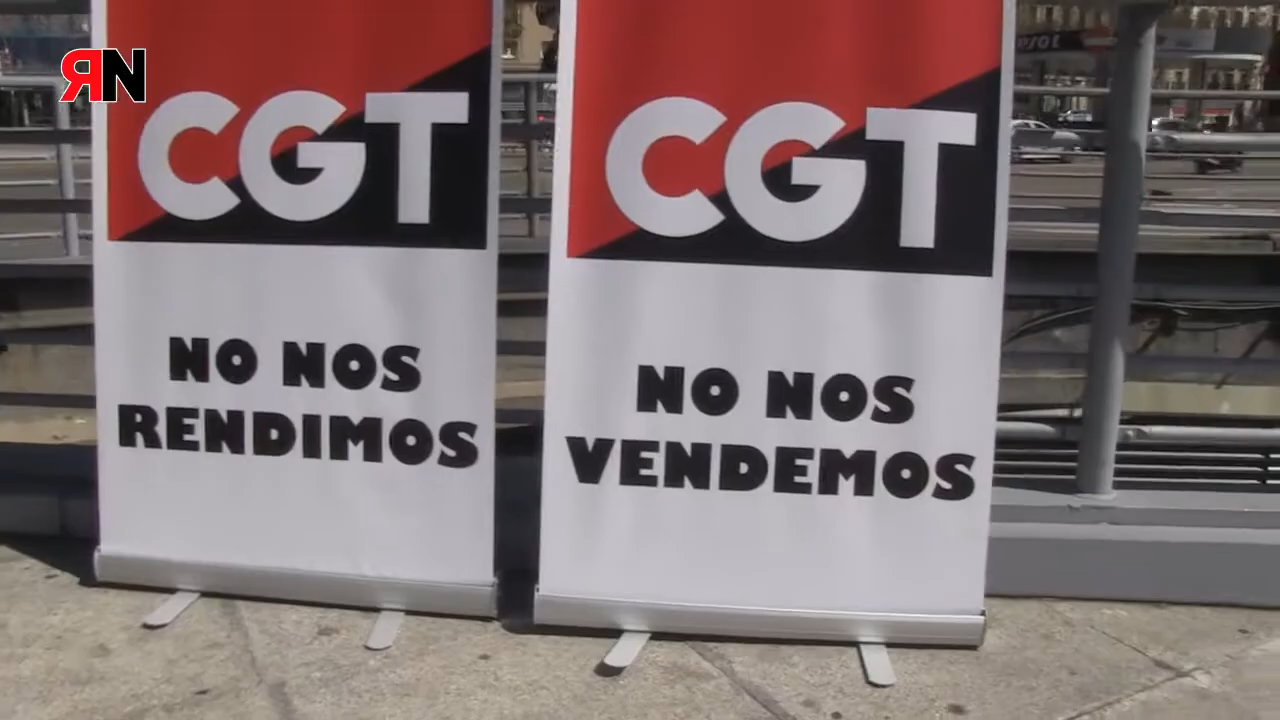 RN
CGT
NO NOS
RENDIMOS
CGT
NO NOS
VENDEMOS